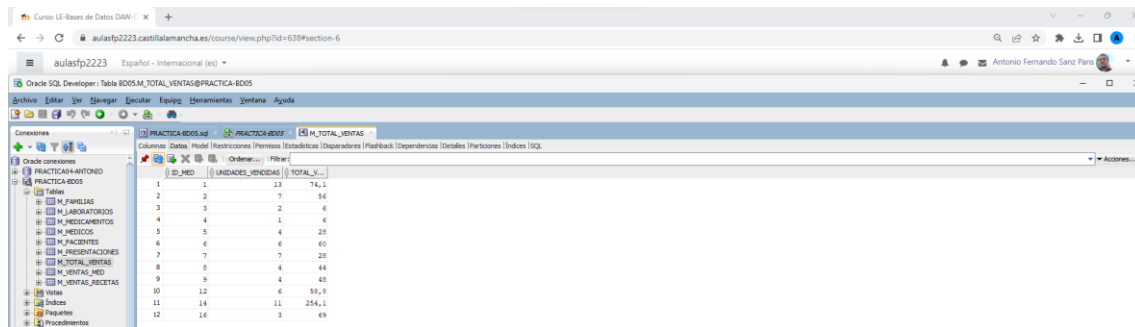 Curso: LE-Bases de Datos DAW-
aulasfp2223.castillalamancha.es/course/view.php?id=638#section-6
aulasfp2223 Español - Internacional (es)
Antonio Fernando Sanz Pans
Oracle SQL Developer : Tabla BD05.M_TOTAL_VENTAS@PRACTICA-BD05
Archivo Editar Ver Navegar Ejecutar Equipo Herramientas Ventana Ayuda
Conexiones
PRACTICA-BD05.sql PRACTICA-BD05 M_TOTAL_VENTAS
Columnas Datos Model Restricciones Permisos Estadísticas Disparadores Flashback Dependencias Detalles Particiones Índices SQL
Ordenar... Filtrar: Acciones...
Oracle conexiones
PRACTICA04-ANTONIO
PRACTICA-BD05
Tablas
M_FAMILIAS
M_LABORATORIOS
M_MEDICAMENTOS
M_MEDICOS
M_PACIENTES
M_PRESENTACIONES
M_TOTAL_VENTAS
M_VENTAS_MED
M_VENTAS_RECETAS
Vistas
Índices
Paquetes
Procedimientos
ID_MED UNIDADES_VENDIDAS TOTAL_V...
1 1 13 74,1
2 2 7 56
3 3 2 6
4 4 1 6
5 5 4 28
6 6 6 60
7 7 7 28
8 8 4 44
9 9 4 48
10 12 6 58,8
11 14 11 254,1
12 16 3 69